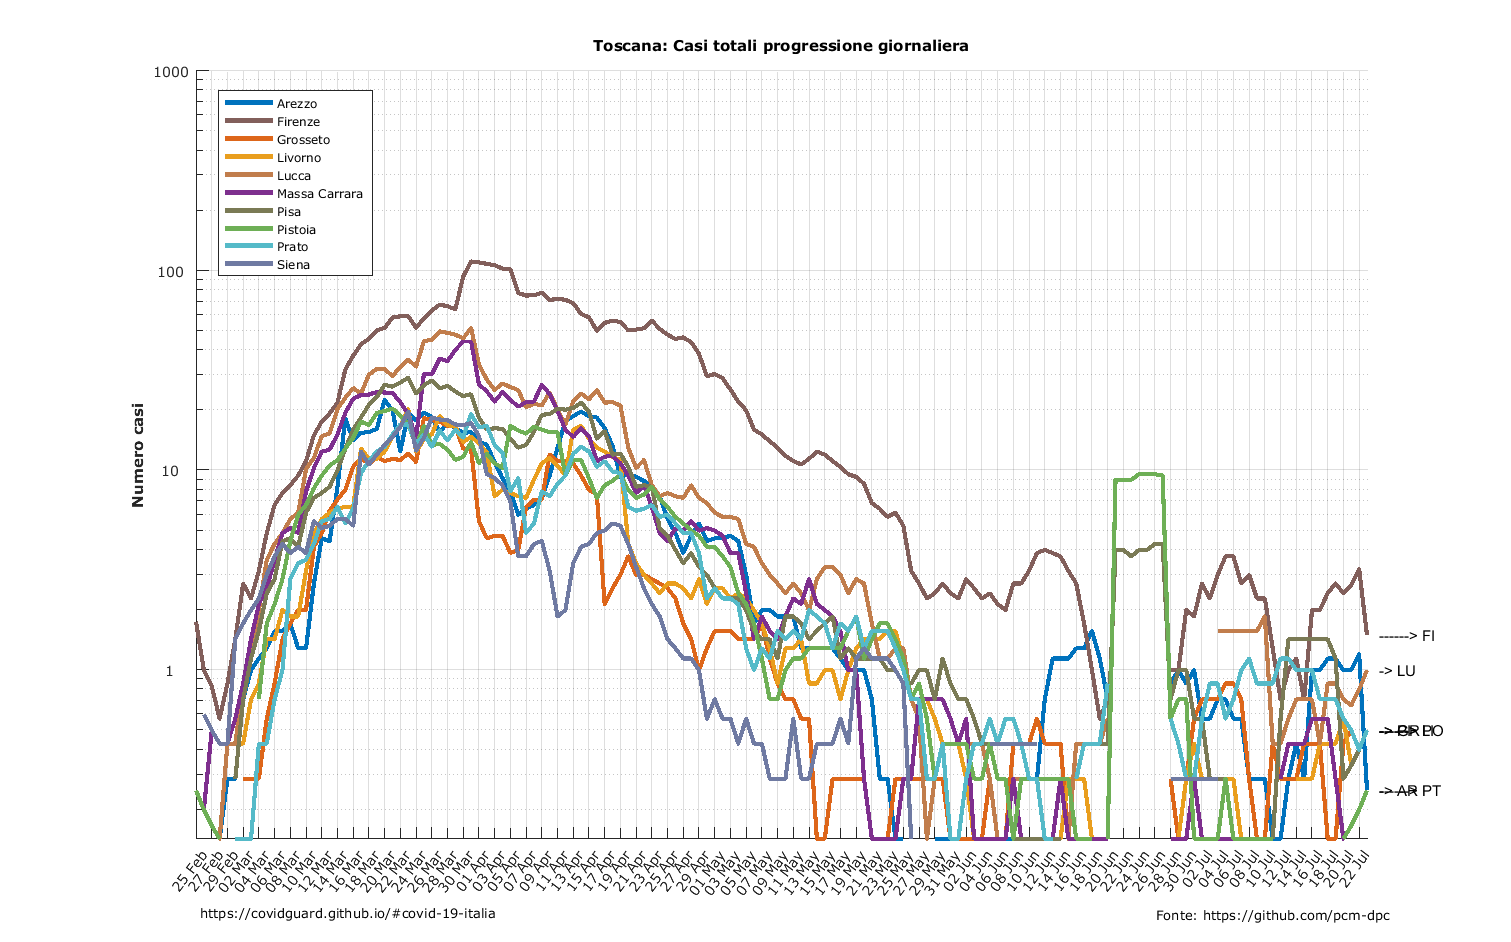 Toscana: Casi totali progressione giornaliera
Numero casi
1000
100
10
1
Arezzo
Firenze
Grosseto
Livorno
Lucca
Massa Carrara
Pisa
Pistoia
Prato
Siena
------> FI
-> LU
-> AR PT
25 Feb
27 Feb
29 Feb
02 Mar
04 Mar
06 Mar
08 Mar
10 Mar
12 Mar
14 Mar
16 Mar
18 Mar
20 Mar
22 Mar
24 Mar
26 Mar
28 Mar
30 Mar
01 Apr
03 Apr
05 Apr
07 Apr
09 Apr
11 Apr
13 Apr
15 Apr
17 Apr
19 Apr
21 Apr
23 Apr
25 Apr
27 Apr
29 Apr
01 May
03 May
05 May
07 May
09 May
11 May
13 May
15 May
17 May
19 May
21 May
23 May
25 May
27 May
29 May
31 May
02 Jun
04 Jun
06 Jun
08 Jun
10 Jun
12 Jun
14 Jun
16 Jun
18 Jun
20 Jun
22 Jun
24 Jun
26 Jun
28 Jun
30 Jun
02 Jul
04 Jul
06 Jul
08 Jul
10 Jul
12 Jul
14 Jul
16 Jul
18 Jul
20 Jul
22 Jul
https://covidguard.github.io/#covid-19-italia
Fonte: https://github.com/pcm-dpc